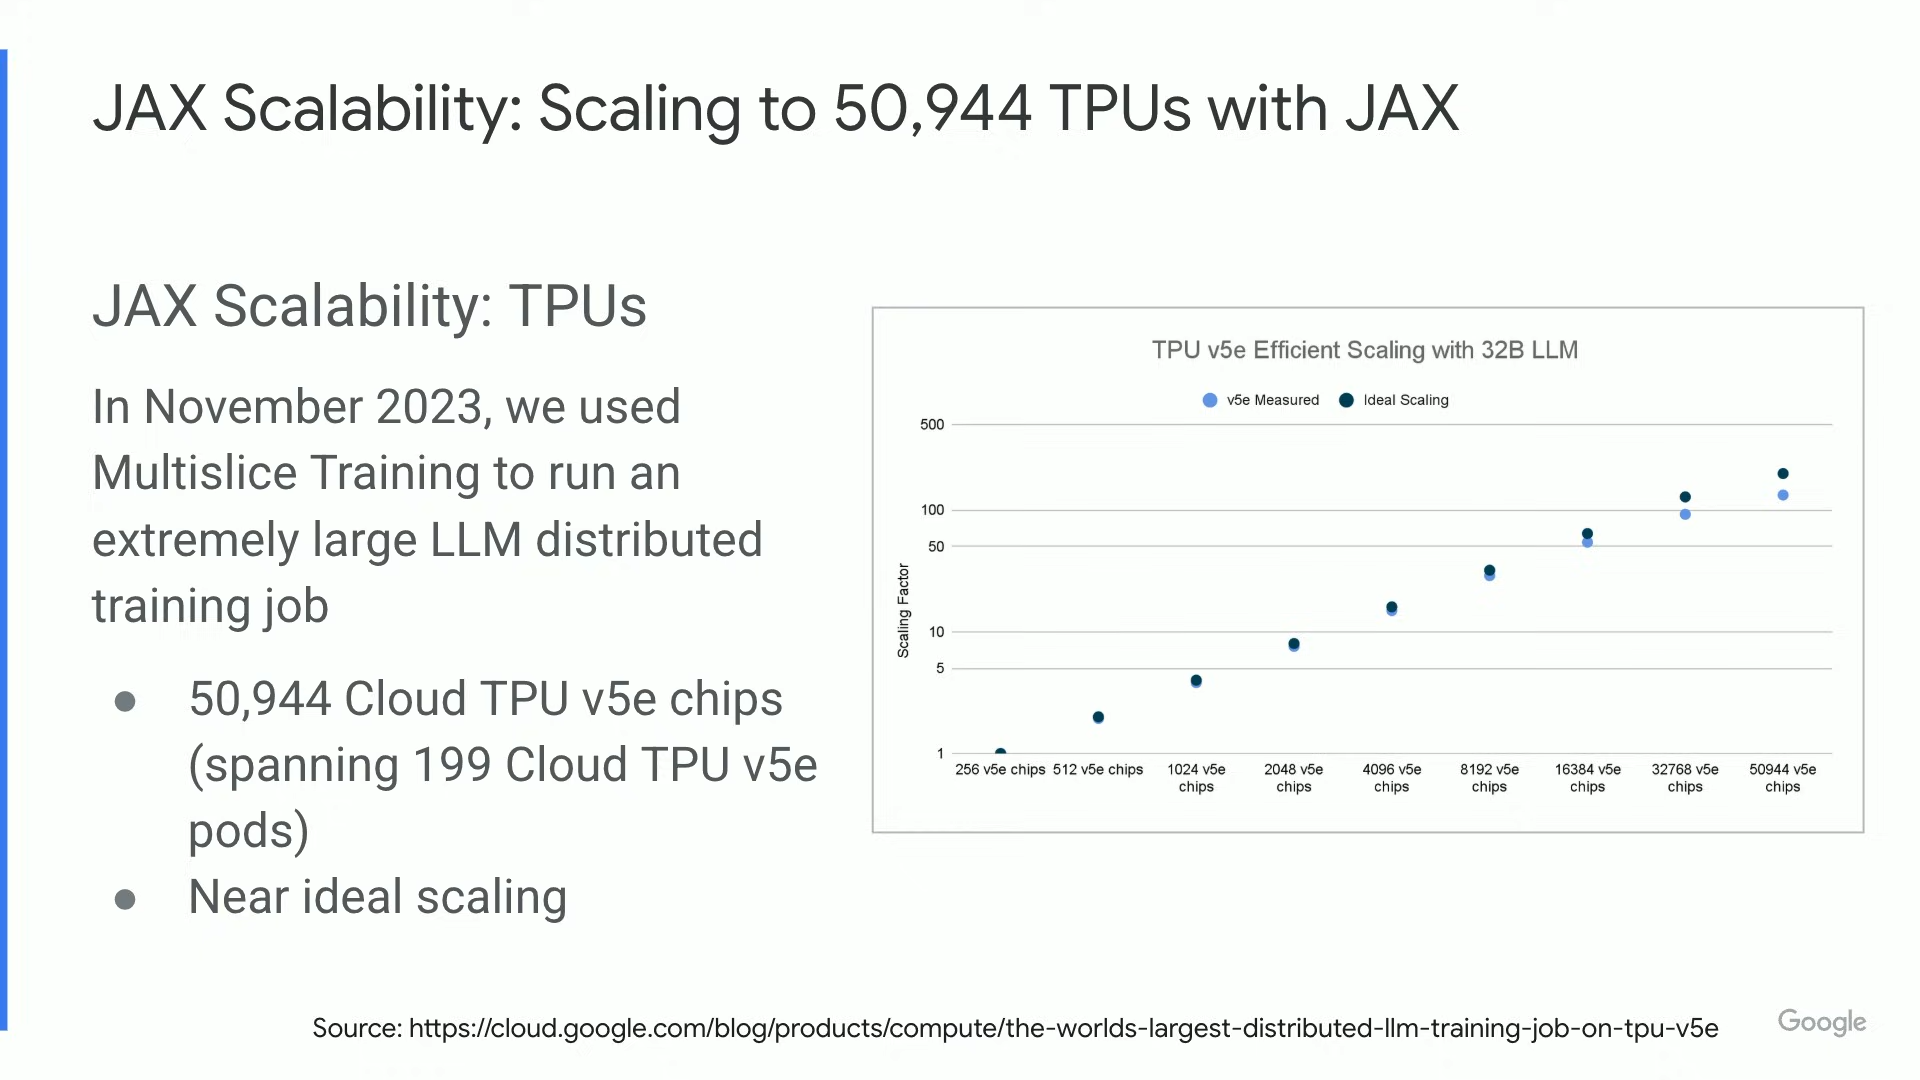 JAX Scalability: Scaling to 50,944 TPUs with JAX
JAX Scalability: TPUs
In November 2023, we used
Multislice Training to run an
extremely large LLM distributed
training job
● 50,944 Cloud TPU v5e chips
(spanning 199 Cloud TPU v5e
pods)
● Near ideal scaling
TPU v5e Efficient Scaling with 32B LLM
v5e Measured Ideal Scaling
Scaling Factor
500
100
50
10
5
1
256 v5e chips 512 v5e chips 1024 v5e 2048 v5e 4096 v5e 8192 v5e 16384 v5e 32768 v5e 50944 v5e
chips chips chips chips chips chips chips
Source: https://cloud.google.com/blog/products/compute/the-worlds-largest-distributed-llm-training-job-on-tpu-v5e
Google